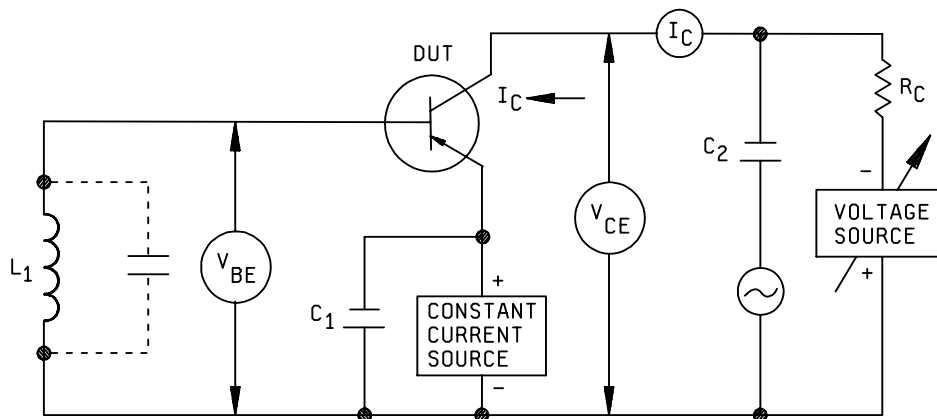 I_C
DUT
I_C
R_C
C_2
-
V_CE
VOLTAGE
SOURCE
+
L_1
V_BE
+
C_1
CONSTANT
CURRENT
SOURCE
-